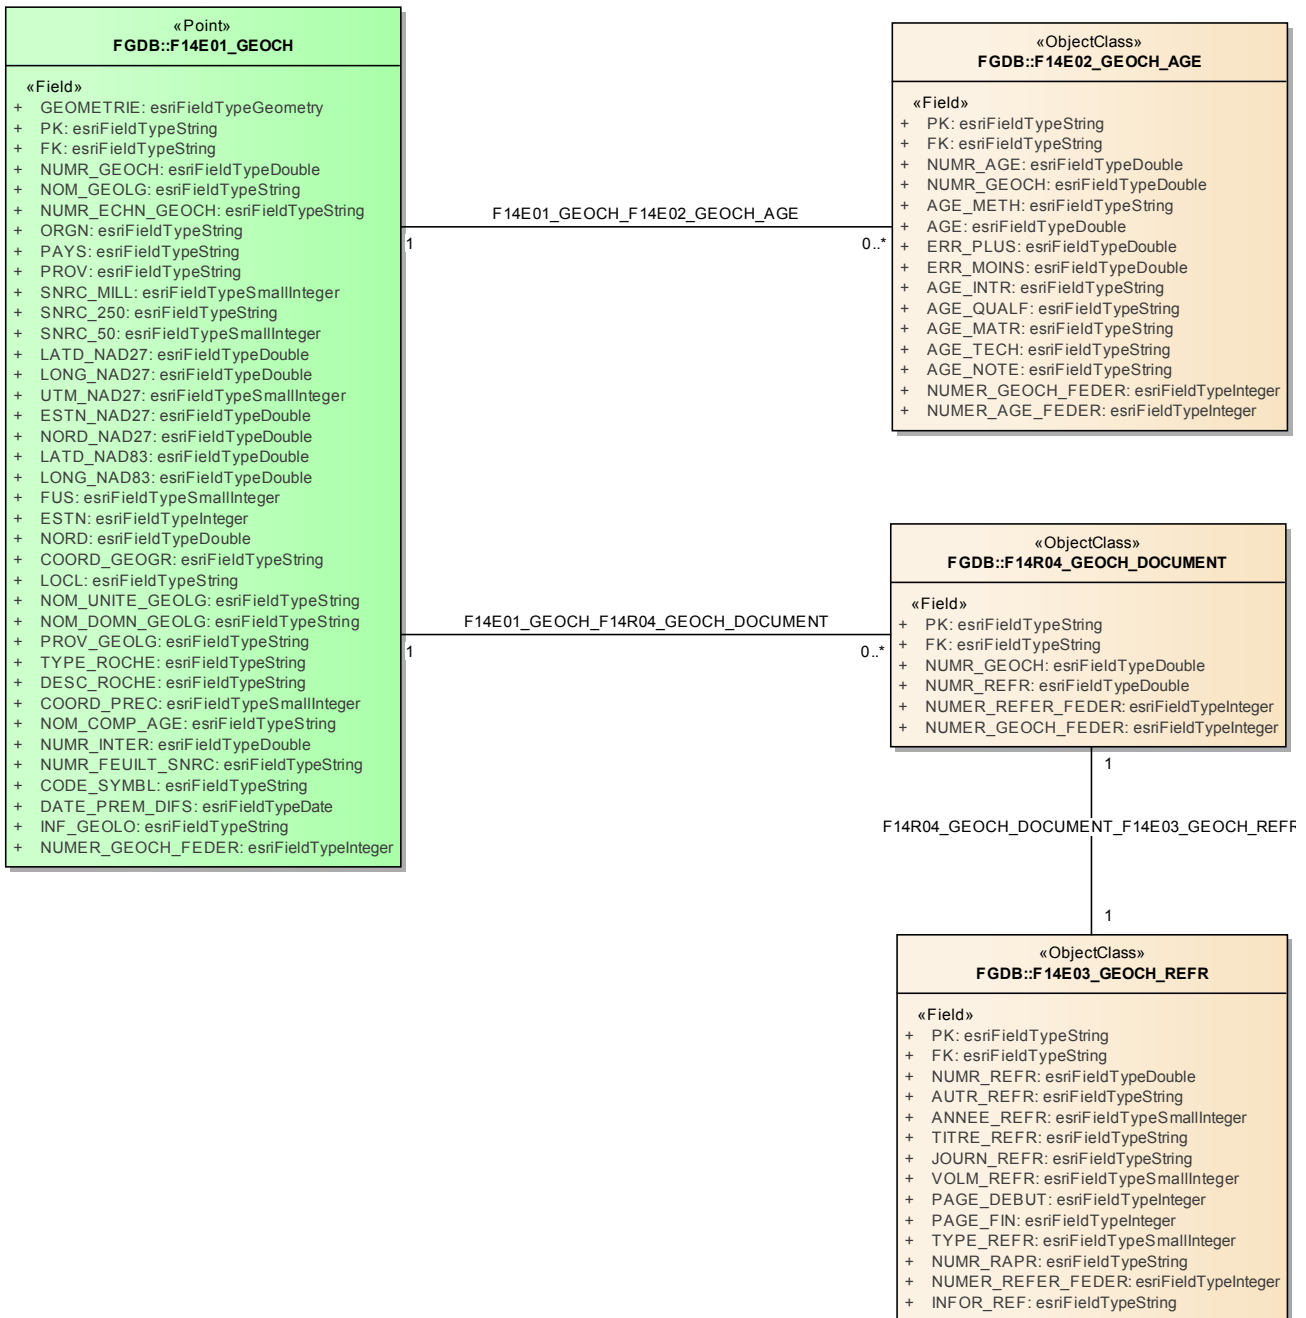 «Point»
FGDB::F14E01_GEOCH
«Field»
+ GEOMETRIE: esriFieldTypeGeometry
+ PK: esriFieldTypeString
+ FK: esriFieldTypeString
+ NUMR_GEOCH: esriFieldTypeDouble
+ NOM_GEOLG: esriFieldTypeString
+ NUMR_ECHN_GEOCH: esriFieldTypeString
+ ORGN: esriFieldTypeString
+ PAYS: esriFieldTypeString
+ PROV: esriFieldTypeString
+ SNRC_MILL: esriFieldTypeSmallInteger
+ SNRC_250: esriFieldTypeString
+ SNRC_50: esriFieldTypeSmallInteger
+ LATD_NAD27: esriFieldTypeDouble
+ LONG_NAD27: esriFieldTypeDouble
+ UTM_NAD27: esriFieldTypeSmallInteger
+ ESTN_NAD27: esriFieldTypeDouble
+ NORD_NAD27: esriFieldTypeDouble
+ LATD_NAD83: esriFieldTypeDouble
+ LONG_NAD83: esriFieldTypeDouble
+ FUS: esriFieldTypeSmallInteger
+ ESTN: esriFieldTypeInteger
+ NORD: esriFieldTypeDouble
+ COORD_GEOGR: esriFieldTypeString
+ LOCL: esriFieldTypeString
+ NOM_UNITE_GEOLG: esriFieldTypeString
+ NOM_DOMN_GEOLG: esriFieldTypeString
+ PROV_GEOLG: esriFieldTypeString
+ TYPE_ROCHE: esriFieldTypeString
+ DESC_ROCHE: esriFieldTypeString
+ COORD_PREC: esriFieldTypeSmallInteger
+ NOM_COMP_AGE: esriFieldTypeString
+ NUMR_INTER: esriFieldTypeDouble
+ NUMR_FEUILT_SNRC: esriFieldTypeString
+ CODE_SYMBL: esriFieldTypeString
+ DATE_PREM_DIFS: esriFieldTypeDate
+ INF_GEOLO: esriFieldTypeString
+ NUMER_GEOCH_FEDER: esriFieldTypeInteger
F14E01_GEOCH_F14E02_GEOCH_AGE
1
0..*
«ObjectClass»
FGDB::F14E02_GEOCH_AGE
«Field»
+ PK: esriFieldTypeString
+ FK: esriFieldTypeString
+ NUMR_AGE: esriFieldTypeDouble
+ NUMR_GEOCH: esriFieldTypeDouble
+ AGE_METH: esriFieldTypeString
+ AGE: esriFieldTypeDouble
+ ERR_PLUS: esriFieldTypeDouble
+ ERR_MOINS: esriFieldTypeDouble
+ AGE_INTR: esriFieldTypeString
+ AGE_QUALF: esriFieldTypeString
+ AGE_MATR: esriFieldTypeString
+ AGE_TECH: esriFieldTypeString
+ AGE_NOTE: esriFieldTypeString
+ NUMER_GEOCH_FEDER: esriFieldTypeInteger
+ NUMER_AGE_FEDER: esriFieldTypeInteger
F14E01_GEOCH_F14R04_GEOCH_DOCUMENT
1
0..*
«ObjectClass»
FGDB::F14R04_GEOCH_DOCUMENT
«Field»
+ PK: esriFieldTypeString
+ FK: esriFieldTypeString
+ NUMR_GEOCH: esriFieldTypeDouble
+ NUMR_REFR: esriFieldTypeDouble
+ NUMER_REFER_FEDER: esriFieldTypeInteger
+ NUMER_GEOCH_FEDER: esriFieldTypeInteger
1
F14R04_GEOCH_DOCUMENT_F14E03_GEOCH_REFR
1
«ObjectClass»
FGDB::F14E03_GEOCH_REFR
«Field»
+ PK: esriFieldTypeString
+ FK: esriFieldTypeString
+ NUMR_REFR: esriFieldTypeDouble
+ AUTR_REFR: esriFieldTypeString
+ ANNEE_REFR: esriFieldTypeSmallInteger
+ TITRE_REFR: esriFieldTypeString
+ JOURN_REFR: esriFieldTypeString
+ VOLM_REFR: esriFieldTypeSmallInteger
+ PAGE_DEBUT: esriFieldTypeInteger
+ PAGE_FIN: esriFieldTypeInteger
+ TYPE_REFR: esriFieldTypeSmallInteger
+ NUMR_RAPR: esriFieldTypeString
+ NUMER_REFER_FEDER: esriFieldTypeInteger
+ INFOR_REF: esriFieldTypeString